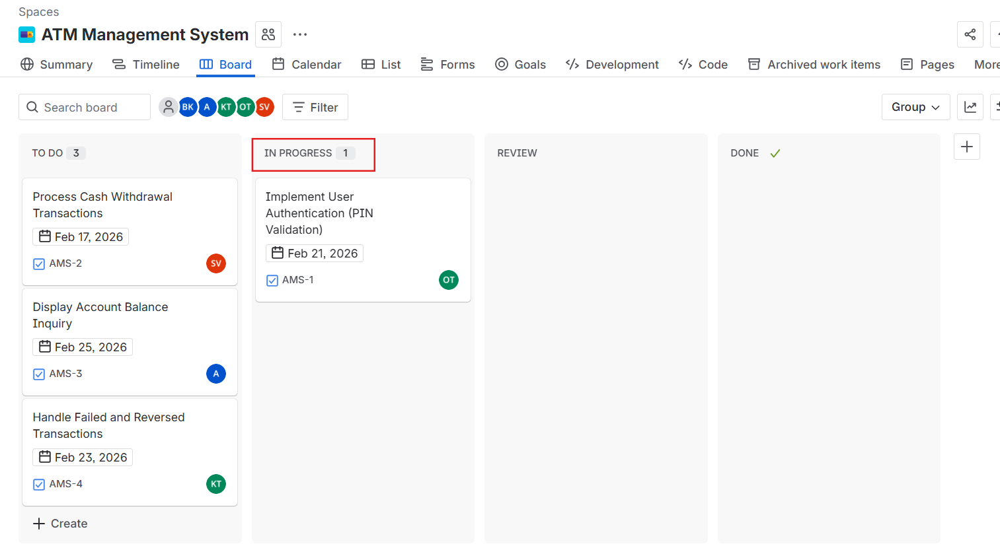 Spaces
ATM Management System
Summary Timeline Board Calendar List Forms Goals Development Code Archived work items Pages More
Search board BK A KT OT SV Filter Group
TO DO 3
Process Cash Withdrawal
Transactions
Feb 17, 2026
AMS-2 SV
Display Account Balance
Inquiry
Feb 25, 2026
AMS-3 A
Handle Failed and Reversed
Transactions
Feb 23, 2026
AMS-4 KT
Create
IN PROGRESS 1
Implement User
Authentication (PIN
Validation)
Feb 21, 2026
AMS-1 OT
REVIEW
DONE